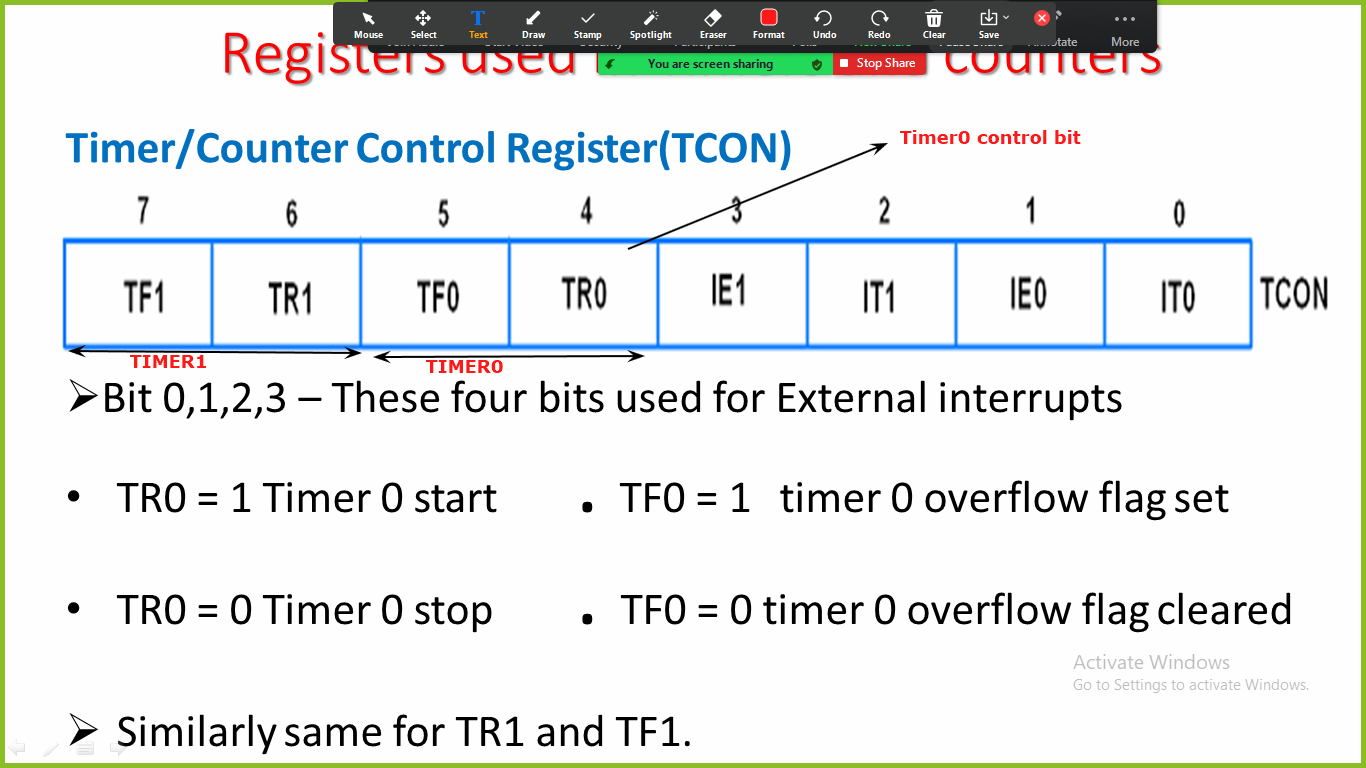 Mouse Select Text Draw Stamp Spotlight Eraser Format Undo Redo Clear Save
More
Registers used counters
You are screen sharing Stop Share
Timer/Counter Control Register(TCON)
Timer0 control bit
7 6 5 4 3 2 1 0
TF1 TR1 TF0 TR0 IE1 IT1 IE0 IT0 TCON
TIMER1 TIMER0
➢Bit 0,1,2,3 – These four bits used for External interrupts
• TR0 = 1 Timer 0 start . TF0 = 1 timer 0 overflow flag set
• TR0 = 0 Timer 0 stop . TF0 = 0 timer 0 overflow flag cleared
Activate Windows
Go to Settings to activate Windows.
➢ Similarly same for TR1 and TF1.